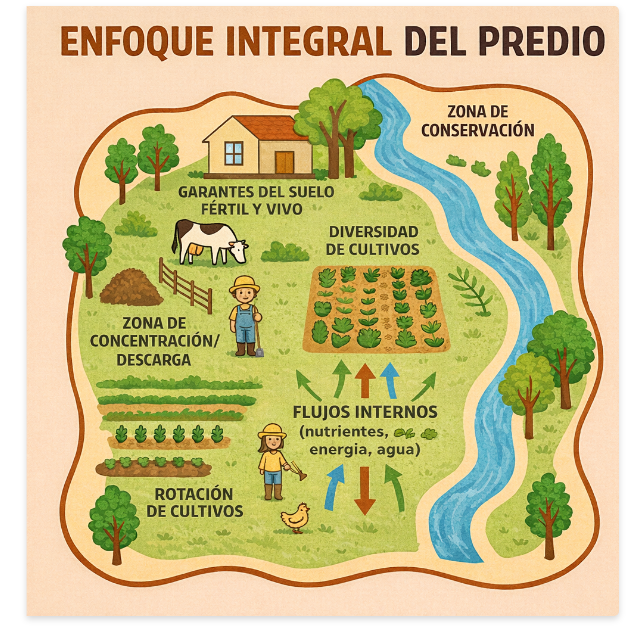 ENFOQUE INTEGRAL DEL PREDIO
ZONA DE
CONSERVACIÓN
GARANTES DEL SUELO
FÉRTIL Y VIVO
DIVERSIDAD
DE CULTIVOS
ZONA DE
CONCENTRACIÓN/
DESCARGA
FLUJOS INTERNOS
(nutrientes,
energia, agua)
ROTACIÓN
DE CULTIVOS